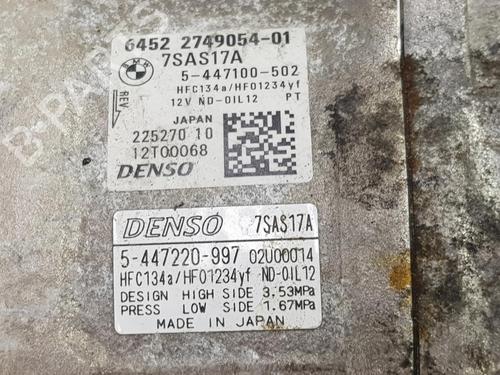 6452 2749054-01
BMW
7SAS17A
5-447100-502
HFC134a/HFO1234yf
REV.
12V ND-OIL12 PT
JAPAN
225270 10
12T00068
DENSO
DENSO 7SAS17A
5-447220-997 02U00014
HFC134a/HFO1234yf ND-OIL12
DESIGN HIGH SIDE 3.53MPa
PRESS LOW SIDE 1.67MPa
MADE IN JAPAN
B-PARTS